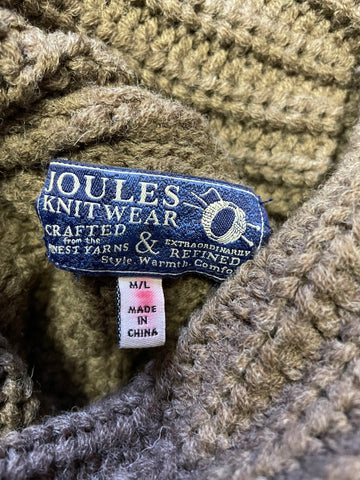 JOULES
KNITWEAR
CRAFTED
from the
FINEST YARNS
&
EXTRAORDINARILY
REFINED
Style. Warmth. Comfort
M/L
MADE
IN
CHINA